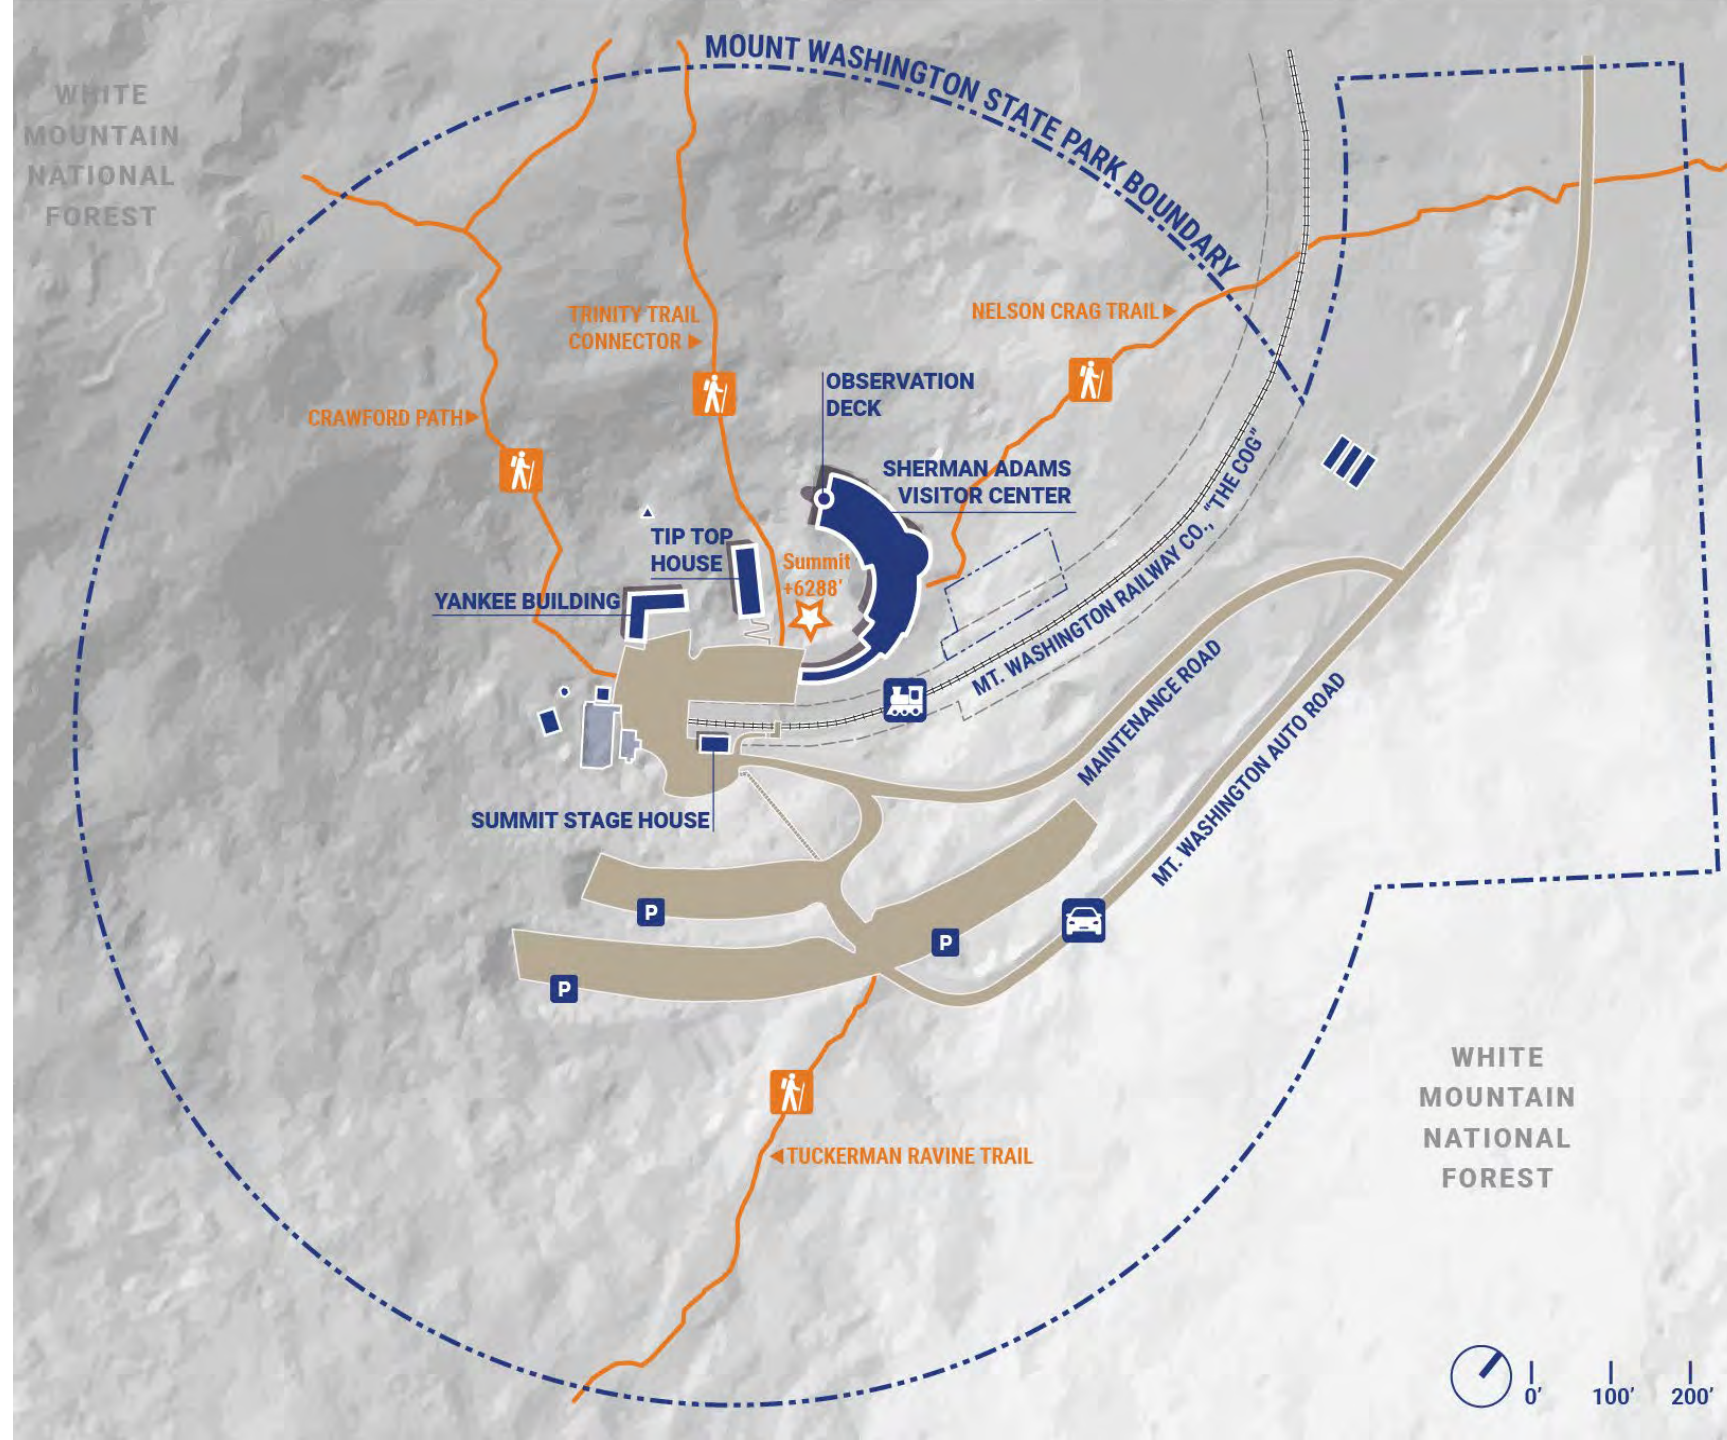 MOUNT WASHINGTON STATE PARK BOUNDARY
WHITE
MOUNTAIN
NATIONAL
FOREST
TRINITY TRAIL
CONNECTOR
NELSON CRAG TRAIL
OBSERVATION
DECK
CRAWFORD PATH
SHERMAN ADAMS
VISITOR CENTER
MT. WASHINGTON RAILWAY CO., "THE COG"
TIP TOP
HOUSE
Summit
+6288'
YANKEE BUILDING
MAINTENANCE ROAD
MT. WASHINGTON AUTO ROAD
SUMMIT STAGE HOUSE
P
P
P
WHITE
MOUNTAIN
NATIONAL
FOREST
TUCKERMAN RAVINE TRAIL
0' 100' 200'